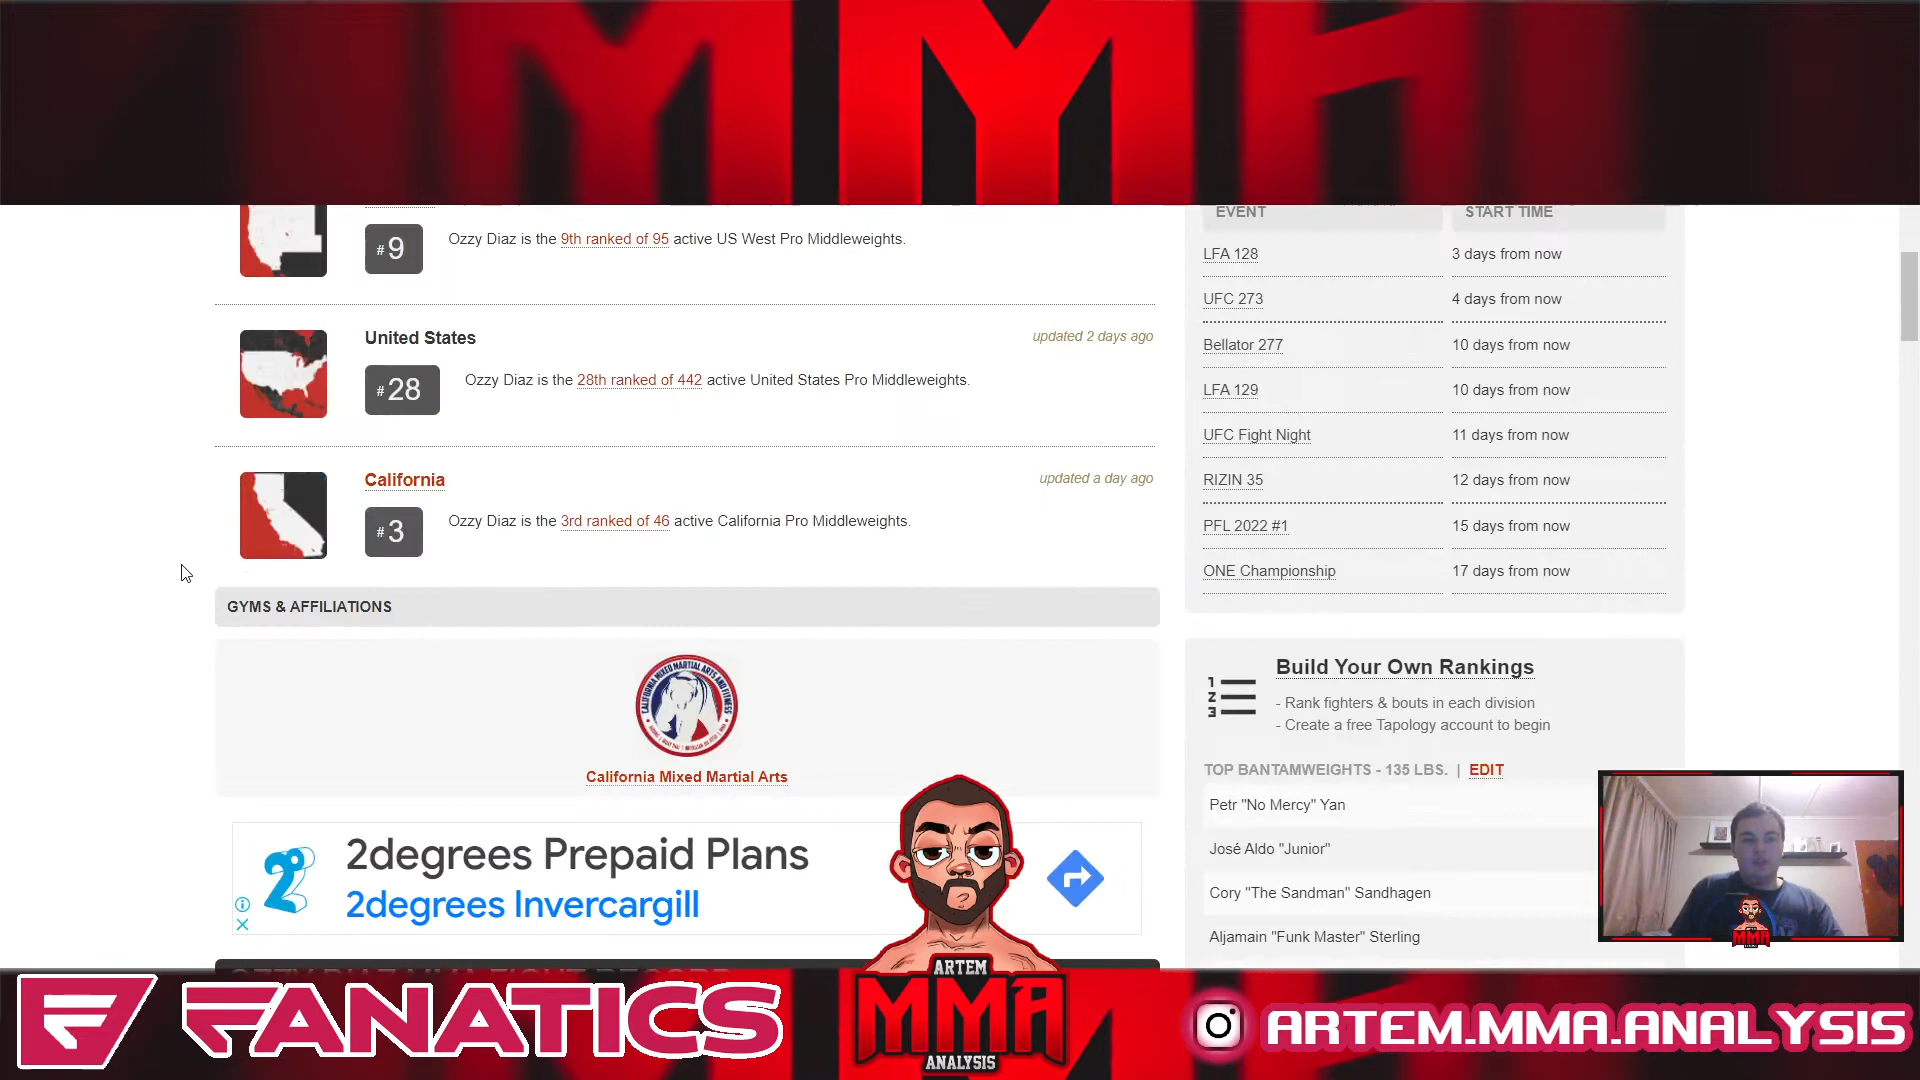 MMA
#9
Ozzy Diaz is the 9th ranked of 95 active US West Pro Middleweights.
United States
updated 2 days ago
#28
Ozzy Diaz is the 28th ranked of 442 active United States Pro Middleweights.
California
updated a day ago
#3
Ozzy Diaz is the 3rd ranked of 46 active California Pro Middleweights.
GYMS & AFFILIATIONS
CALIFORNIA MIXED MARTIAL ARTS AND FITNESS
California Mixed Martial Arts
2degrees Prepaid Plans
2degrees Invercargill
EVENT START TIME
LFA 128 3 days from now
UFC 273 4 days from now
Bellator 277 10 days from now
LFA 129 10 days from now
UFC Fight Night 11 days from now
RIZIN 35 12 days from now
PFL 2022 #1 15 days from now
ONE Championship 17 days from now
Build Your Own Rankings
- Rank fighters & bouts in each division
- Create a free Tapology account to begin
TOP BANTAMWEIGHTS - 135 LBS. | EDIT
Petr "No Mercy" Yan
José Aldo "Junior"
Cory "The Sandman" Sandhagen
Aljamain "Funk Master" Sterling
MMA
FANATICS
ARTEM
MMA
ANALYSIS
ARTEM.MMA.ANALYSIS